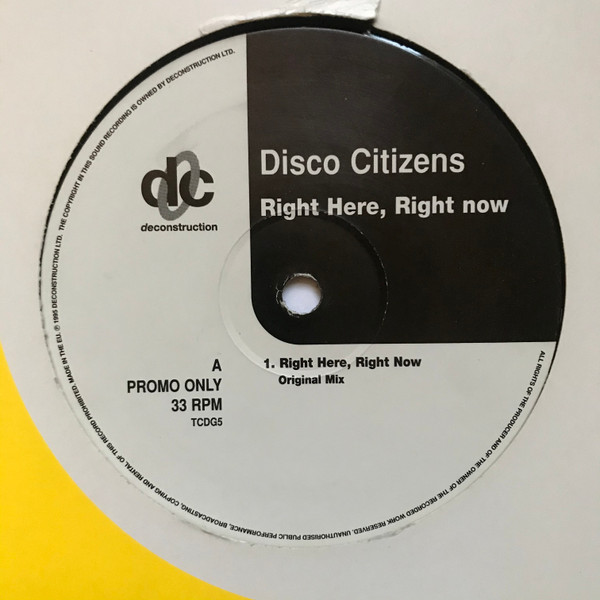 Disco Citizens
Right Here, Right now
dc
deconstruction
A
PROMO ONLY
33 RPM
TCDG5
1. Right Here, Right Now
Original Mix
ALL RIGHTS OF THE PRODUCER AND OF THE OWNER OF THE RECORDED WORK RESERVED. UNAUTHORISED PUBLIC PERFORMANCE, BROADCASTING, COPYING AND RENTAL OF THIS RECORD PROHIBITED. MADE IN THE EU. ℗ 1995 DECONSTRUCTION LTD. THE COPYRIGHT IN THIS SOUND RECORDING IS OWNED BY DECONSTRUCTION LTD.